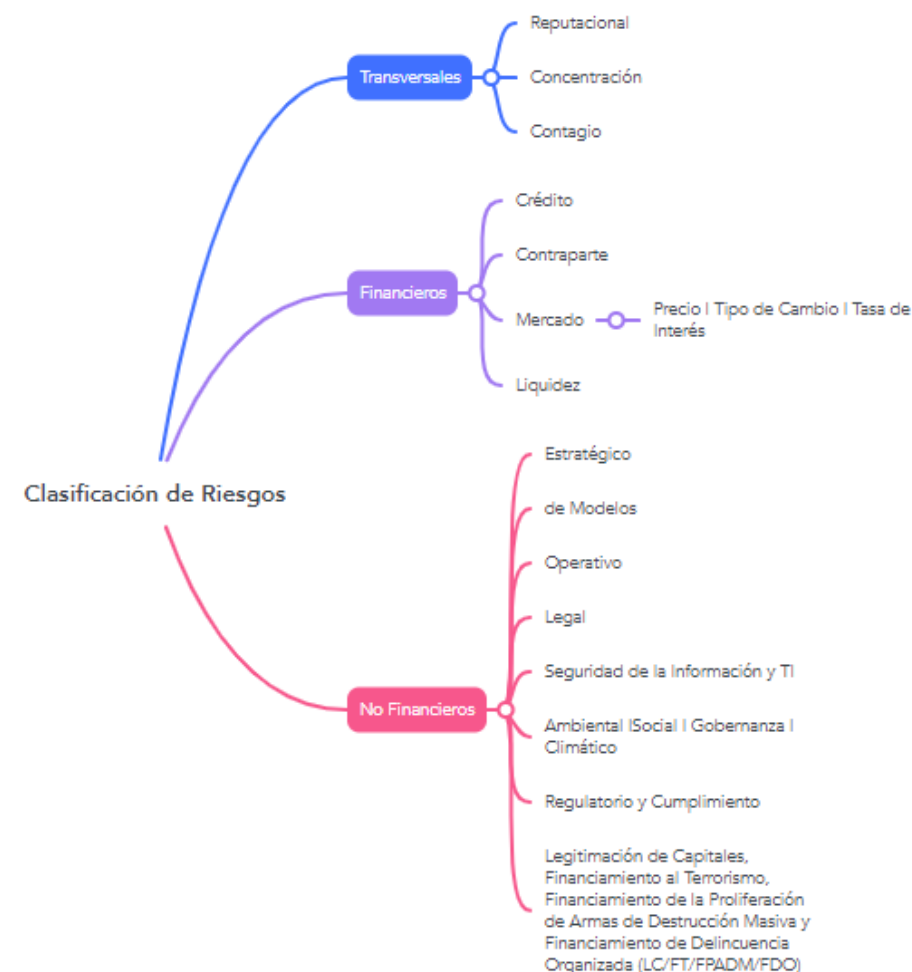 Reputacional
Transversales
Concentración
Contagio
Crédito
Contraparte
Financieros
Mercado
Precio I Tipo de Cambio I Tasa de
Interés
Liquidez
Clasificación de Riesgos
Estratégico
de Modelos
Operativo
Legal
Seguridad de la Información y TI
No Financieros
Ambiental ISocial I Gobernanza I
Climático
Regulatorio y Cumplimiento
Legitimación de Capitales,
Financiamiento al Terrorismo,
Financiamiento de la Proliferación
de Armas de Destrucción Masiva y
Financiamiento de Delincuencia
Organizada (LC/FT/FPADM/FDO)